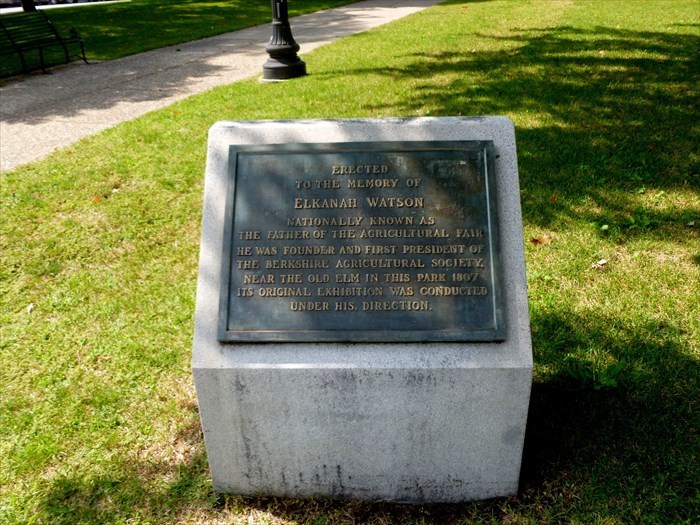 ERECTED
TO THE MEMORY OF
ELKANAH WATSON
NATIONALLY KNOWN AS
THE FATHER OF THE AGRICULTURAL FAIR
HE WAS FOUNDER AND FIRST PRESIDENT OF
THE BERKSHIRE AGRICULTURAL SOCIETY.
NEAR THE OLD ELM IN THIS PARK 1807
ITS ORIGINAL EXHIBITION WAS CONDUCTED
UNDER HIS DIRECTION.